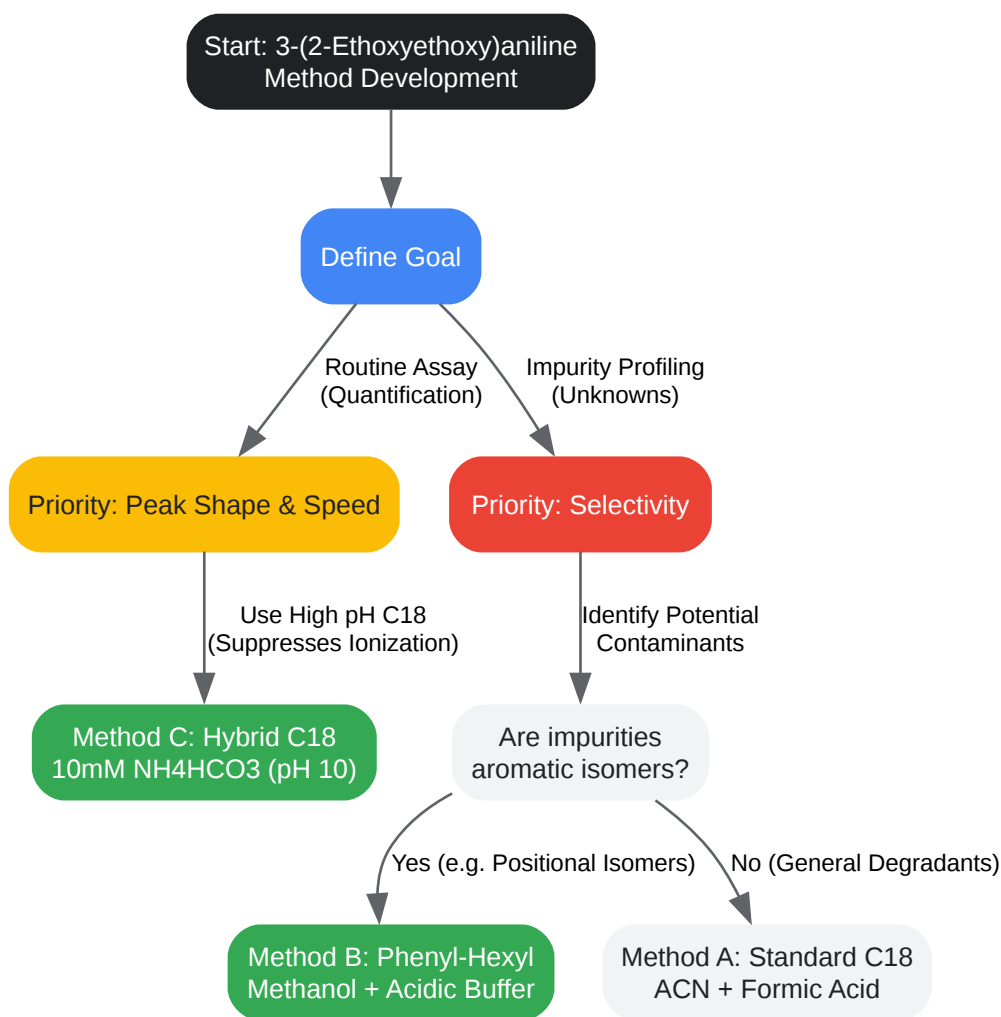 Start: 3-(2-Ethoxyethoxy)aniline
Method Development
Define Goal
Routine Assay
(Quantification)
Impurity Profiling
(Unknowns)
Priority: Peak Shape & Speed
Priority: Selectivity
Use High pH C18
(Suppresses Ionization)
Identify Potential
Contaminants
Method C: Hybrid C18
10mM NH4HCO3 (pH 10)
Are impurities
aromatic isomers?
Yes (e.g. Positional Isomers)
No (General Degradants)
Method B: Phenyl-Hexyl
Methanol + Acidic Buffer
Method A: Standard C18
ACN + Formic Acid